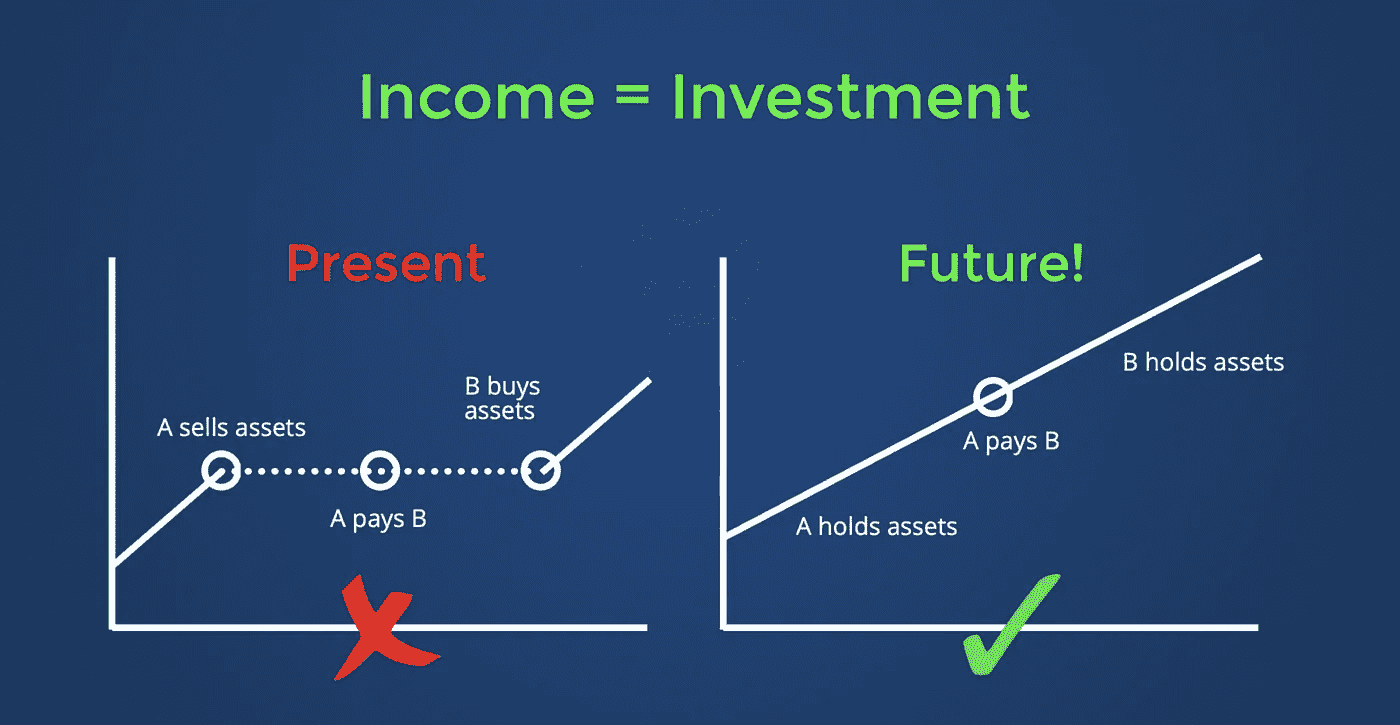 Income = Investment
Present
B buys
assets
A sells assets
A pays B
Future!
B holds assets
A pays B
A holds assets